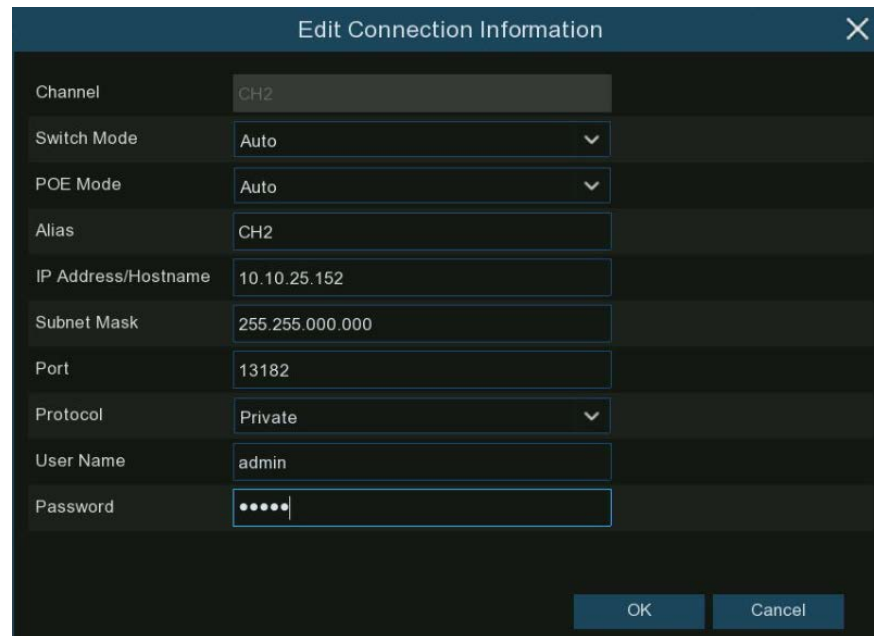 Edit Connection Information
Channel CH2
Switch Mode Auto
POE Mode Auto
Alias CH2
IP Address/Hostname 10.10.25.152
Subnet Mask 255.255.000.000
Port 13182
Protocol Private
User Name admin
Password •••••
OK Cancel